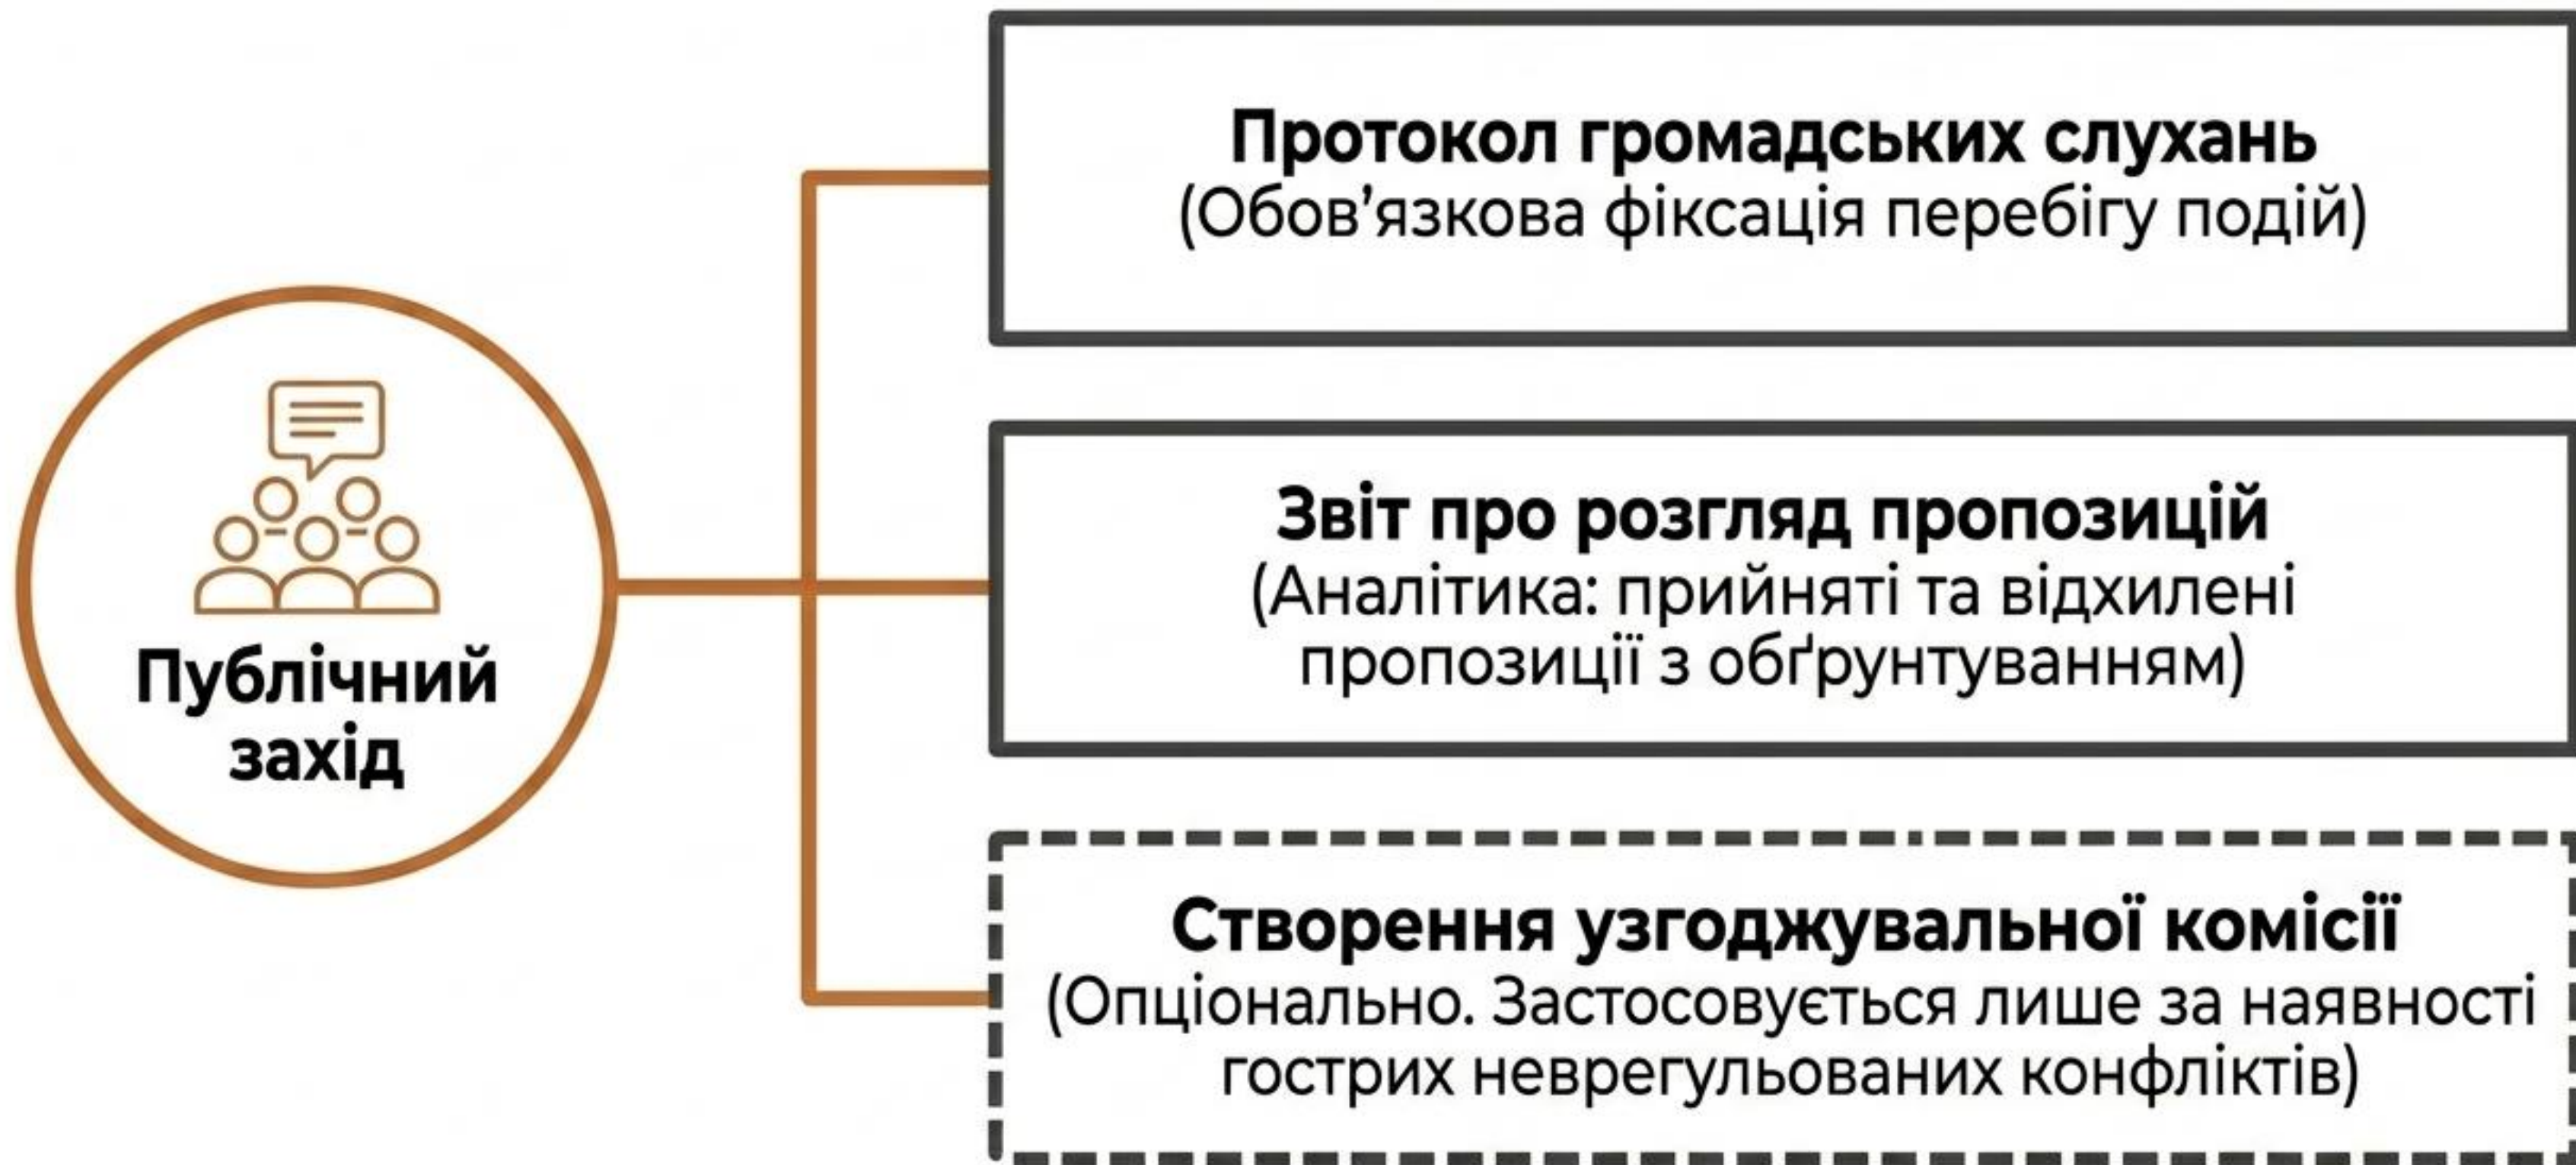 Публічний
захід
Протокол громадських слухань
(Обов’язкова фіксація перебігу подій)
Звіт про розгляд пропозицій
(Аналітика: прийняті та відхилені
пропозиції з обґрунтуванням)
Створення узгоджувальної комісії
(Опціонально. Застосовується лише за наявності
гострих неврегульованих конфліктів)